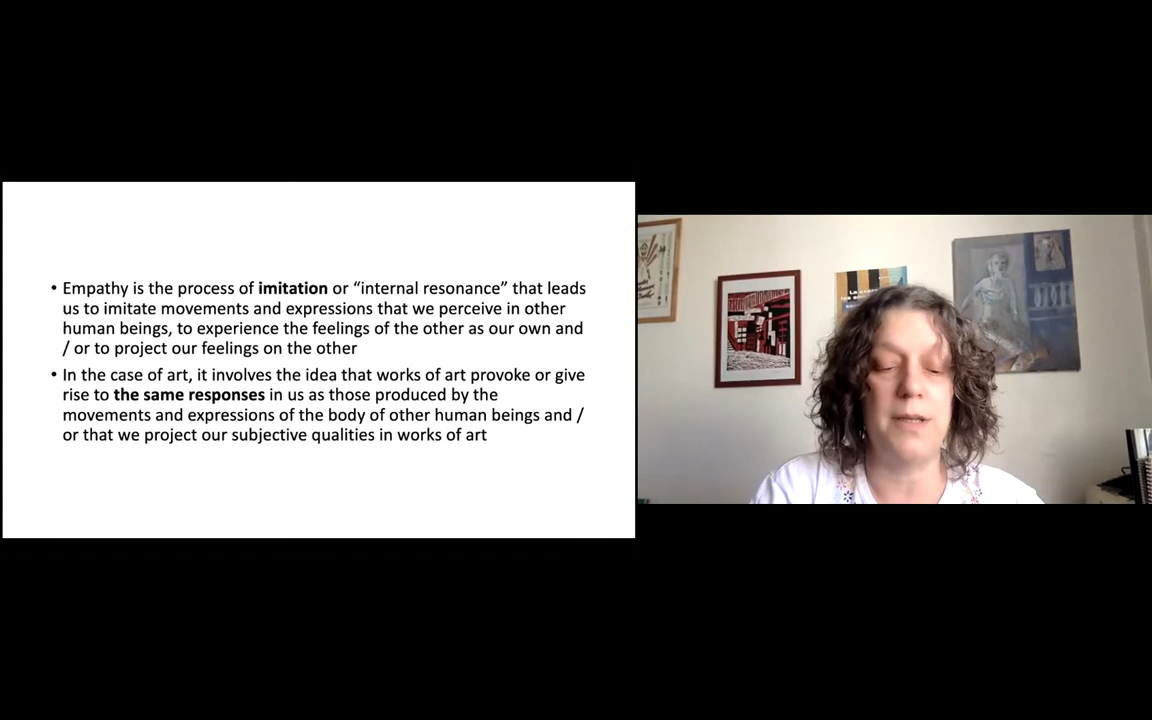 • Empathy is the process of imitation or “internal resonance” that leads
us to imitate movements and expressions that we perceive in other
human beings, to experience the feelings of the other as our own and
/ or to project our feelings on the other
• In the case of art, it involves the idea that works of art provoke or give
rise to the same responses in us as those produced by the
movements and expressions of the body of other human beings and /
or that we project our subjective qualities in works of art